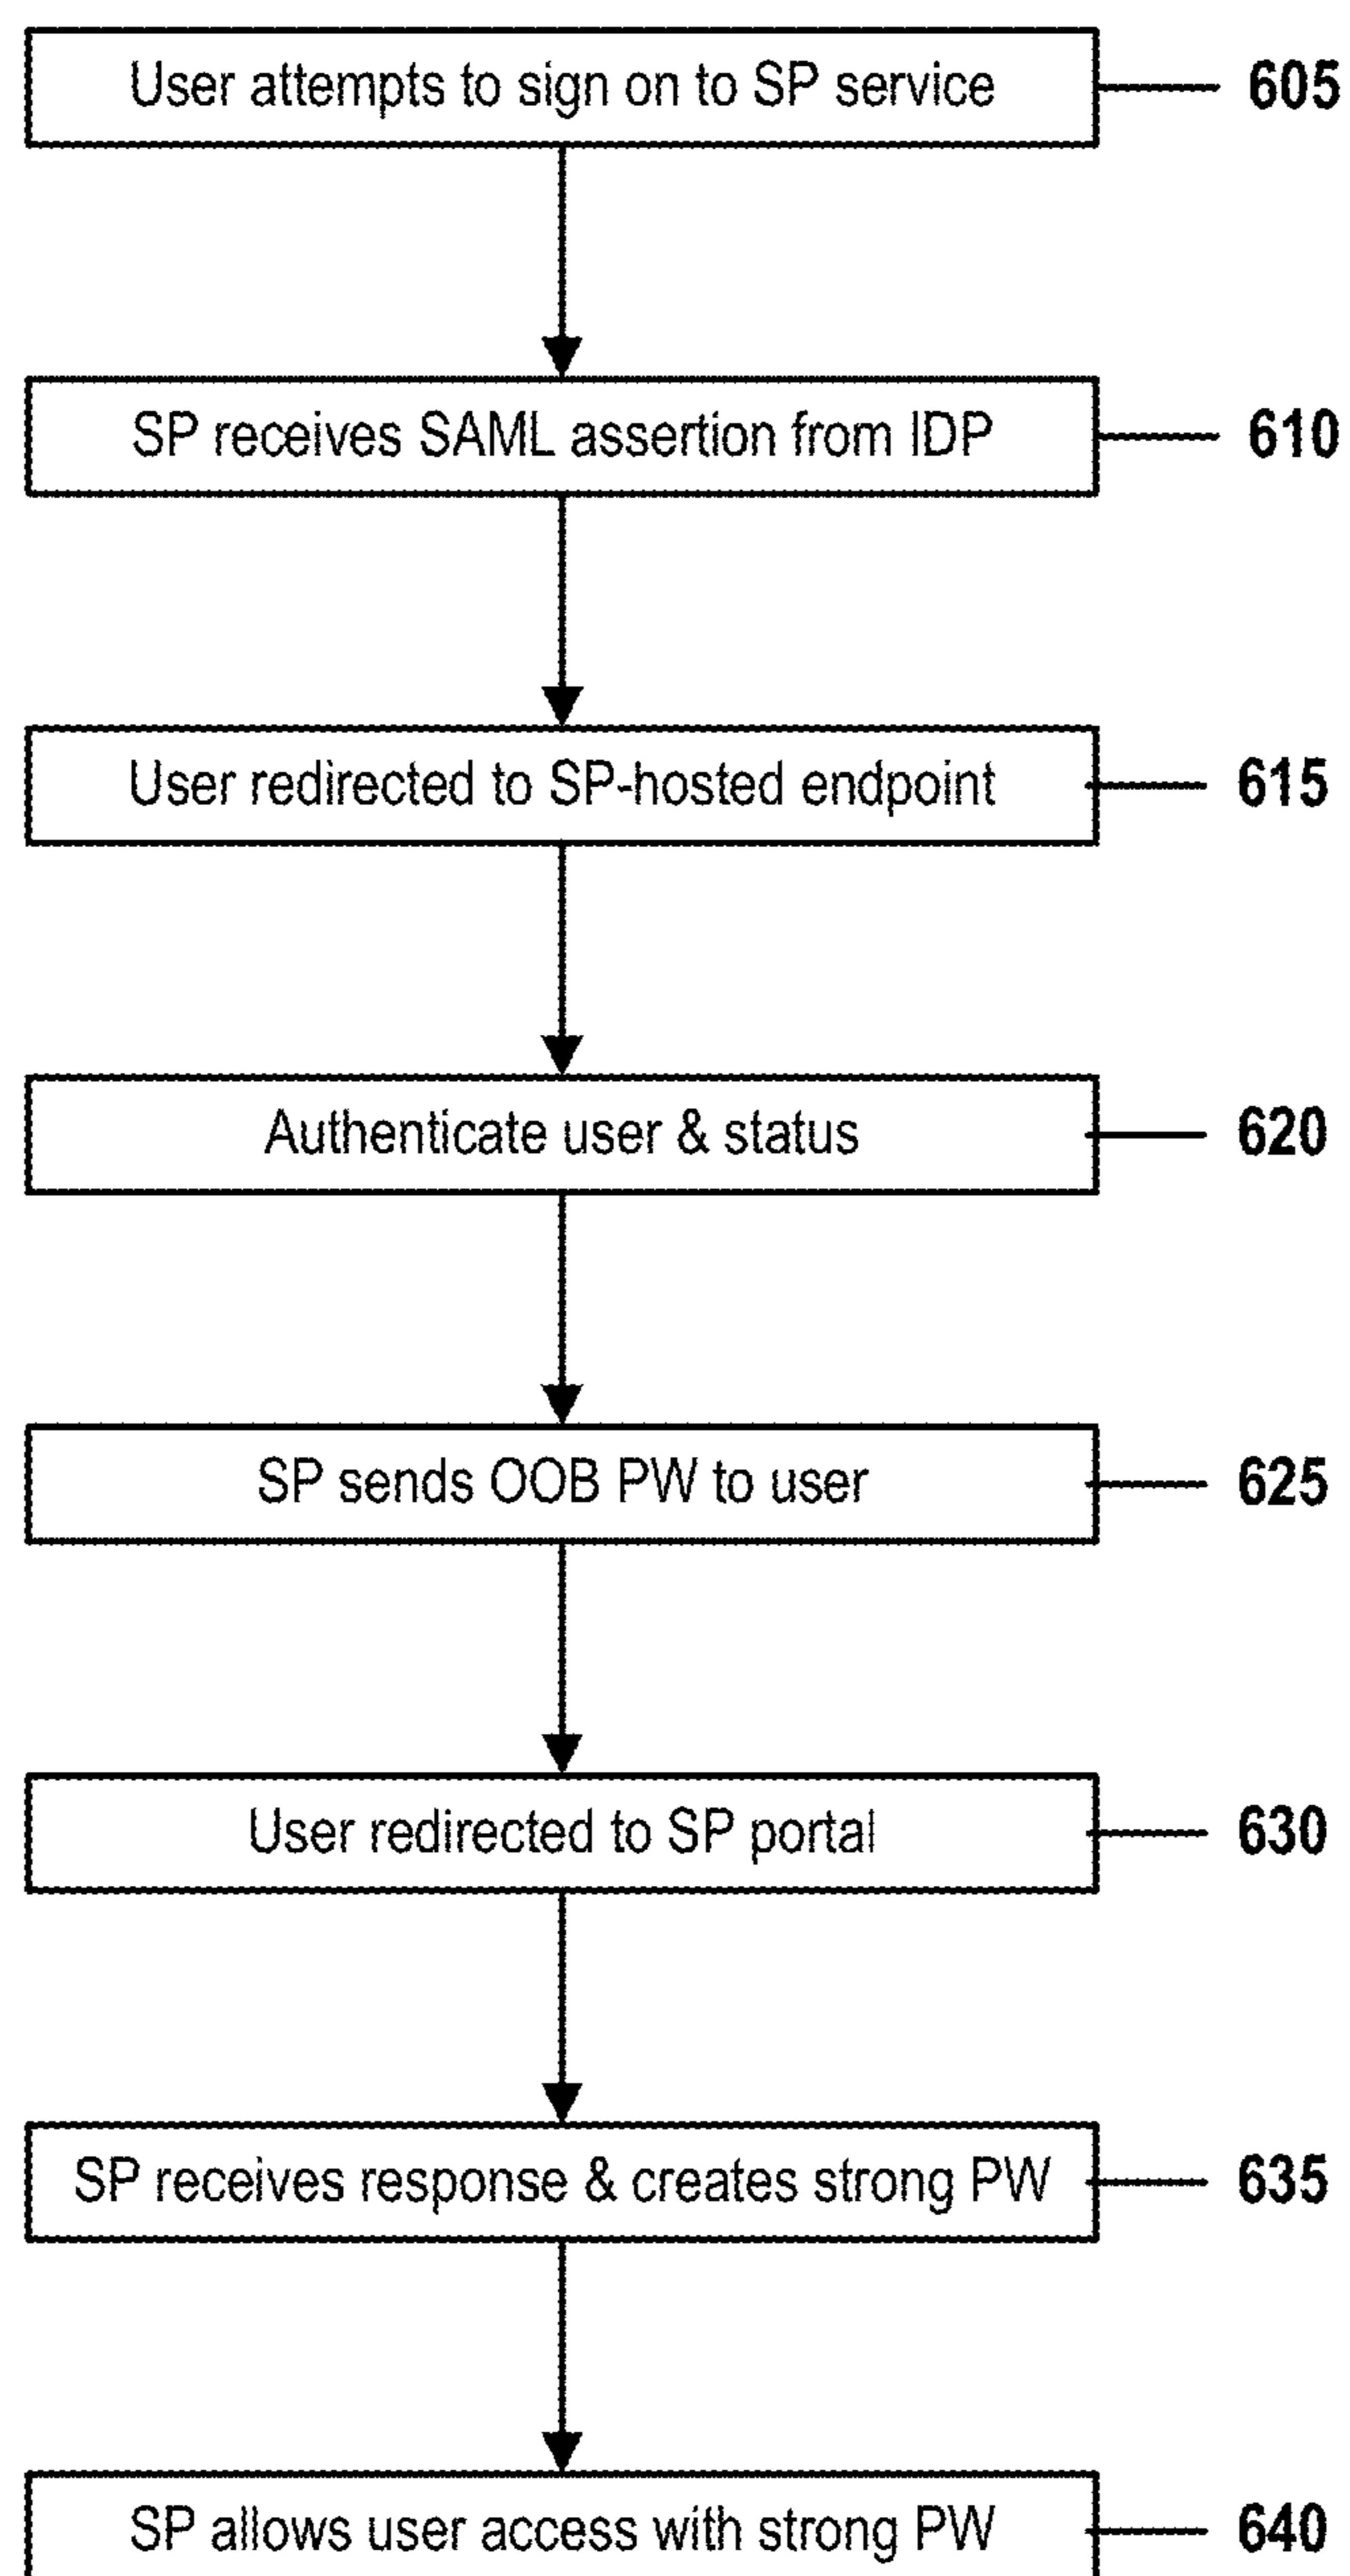 User attempts to sign on to SP service
605
SP receives SAML assertion from IDP
610
User redirected to SP-hosted endpoint
615
Authenticate user & status
620
SP sends OOB PW to user
625
User redirected to SP portal
630
SP receives response & creates strong PW
635
SP allows user access with strong PW
640